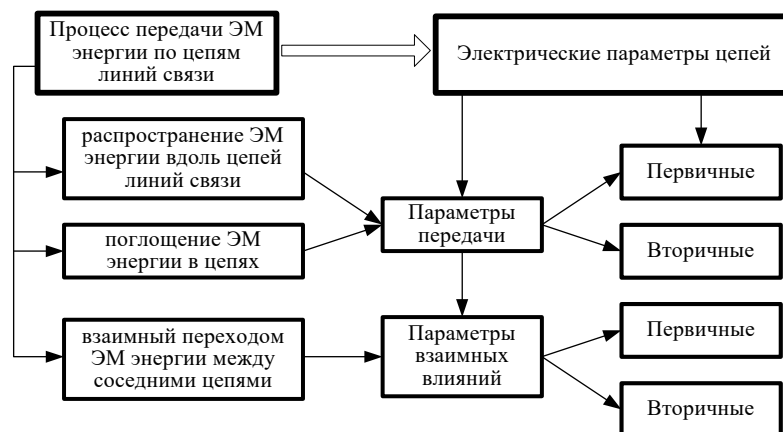 Процесс передачи ЭМ
энергии по цепям
линий связи
Электрические параметры цепей
распространение ЭМ
энергии вдоль цепей
линий связи
поглощение ЭМ
энергии в цепях
взаимный переходом
ЭМ энергии между
соседними цепями
Параметры
передачи
Параметры
взаимных
влияний
Первичные
Вторичные
Первичные
Вторичные